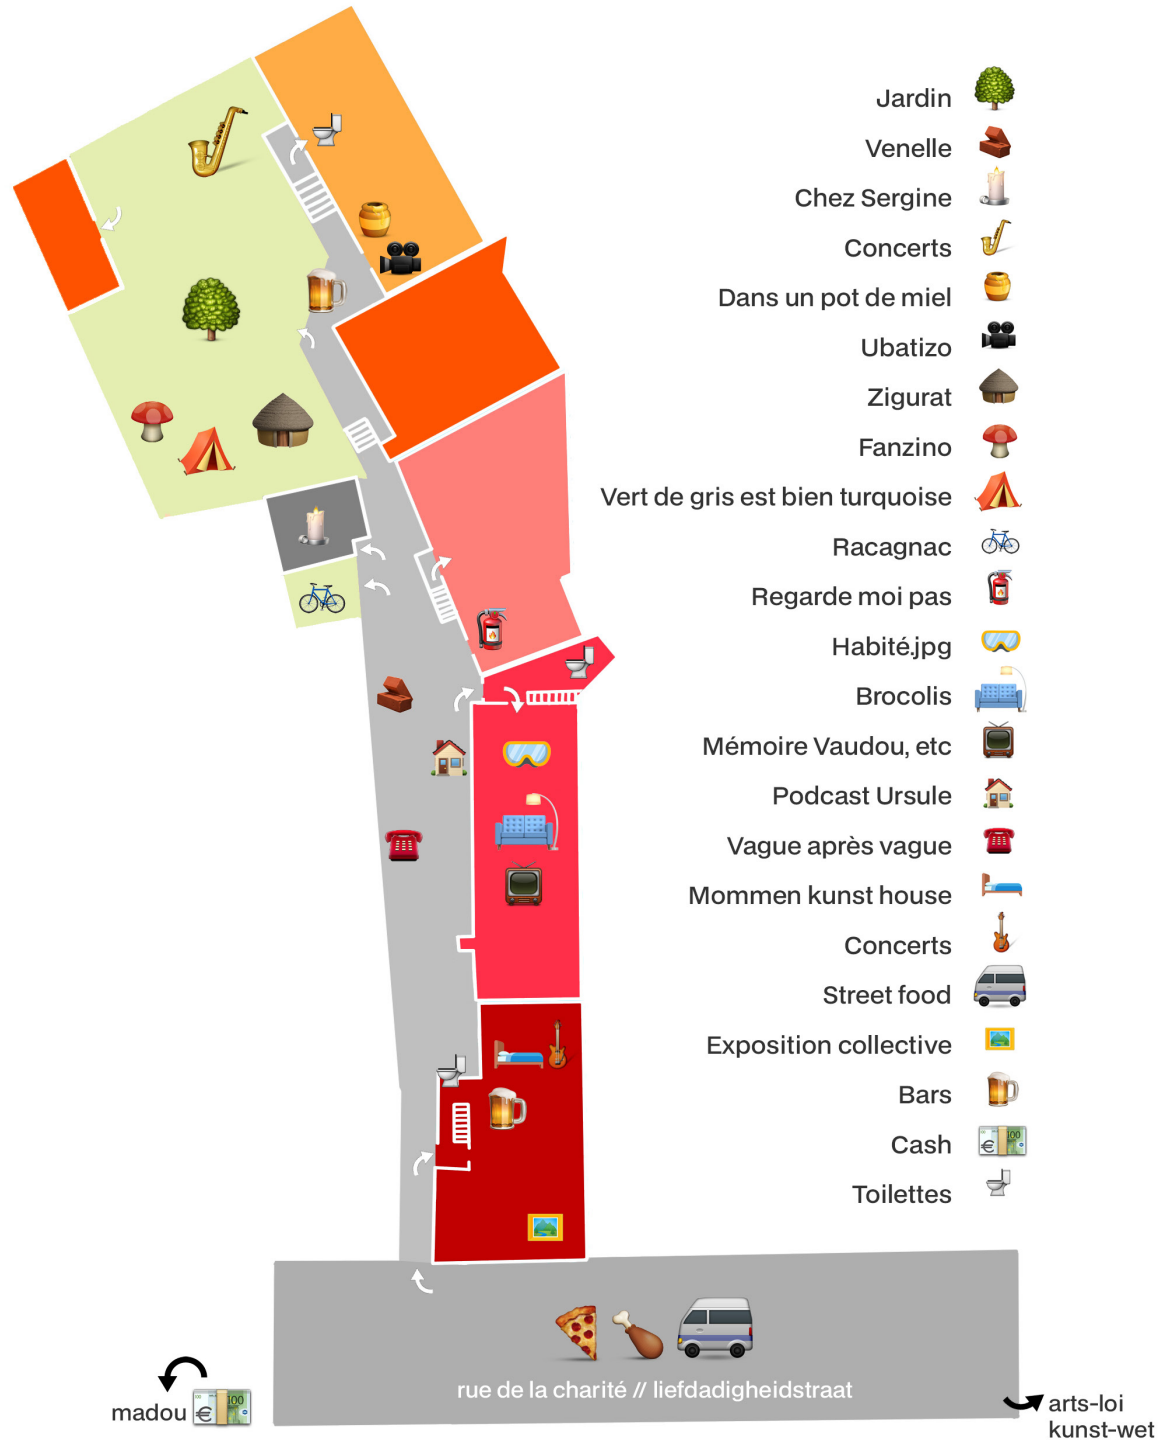 Jardin
Venelle
Chez Sergine
Concerts
Dans un pot de miel
Ubatizo
Zigurat
Fanzino
Vert de gris est bien turquoise
Racagnac
Regarde moi pas
Habité.jpg
Brocolis
Mémoire Vaudou, etc
Podcast Ursule
Vague après vague
Mommen kunst house
Concerts
Street food
Exposition collective
Bars
Cash
Toilettes
rue de la charité // liefdadigheidstraat
madou
arts-loi
kunst-wet